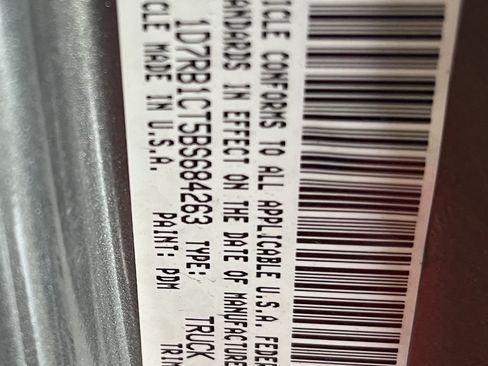 ICLE CONFORMS TO ALL APPLICABLE U.S.A. FEDER
ANDARDS IN EFFECT ON THE DATE OF MANUFACTURE
1D7RB1CT5BS684263 TYPE: TRUCK
CLE MADE IN U.S.A. PAINT: PDM TRIM